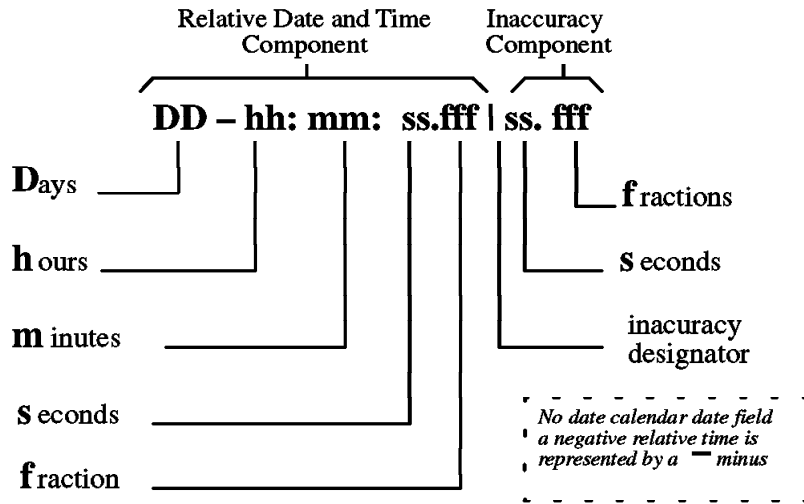 Relative Date and Time
Component
Inaccuracy
Component
DD – hh: mm: ss.fff | ss. fff
Days
hours
minutes
seconds
fraction
fractions
seconds
inacuracy
designator
No date calendar date field
a negative relative time is
represented by a — minus